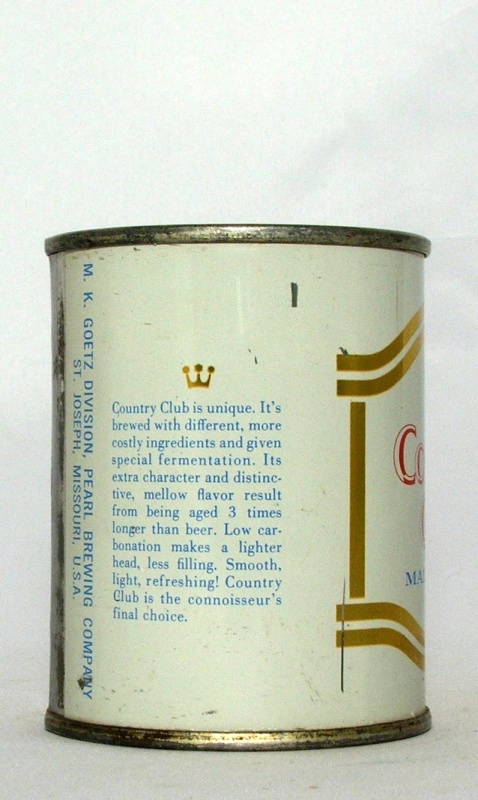 M. K. GOETZ DIVISION, PEARL BREWING COMPANY
ST. JOSEPH, MISSOURI, U.S.A.
Country Club is unique. It's
brewed with different, more
costly ingredients and given
special fermentation. Its
extra character and distinc-
tive, mellow flavor result
from being aged 3 times
longer than beer. Low car-
bonation makes a lighter
head, less filling. Smooth,
light, refreshing! Country
Club is the connoisseur's
final choice.
Co
MA